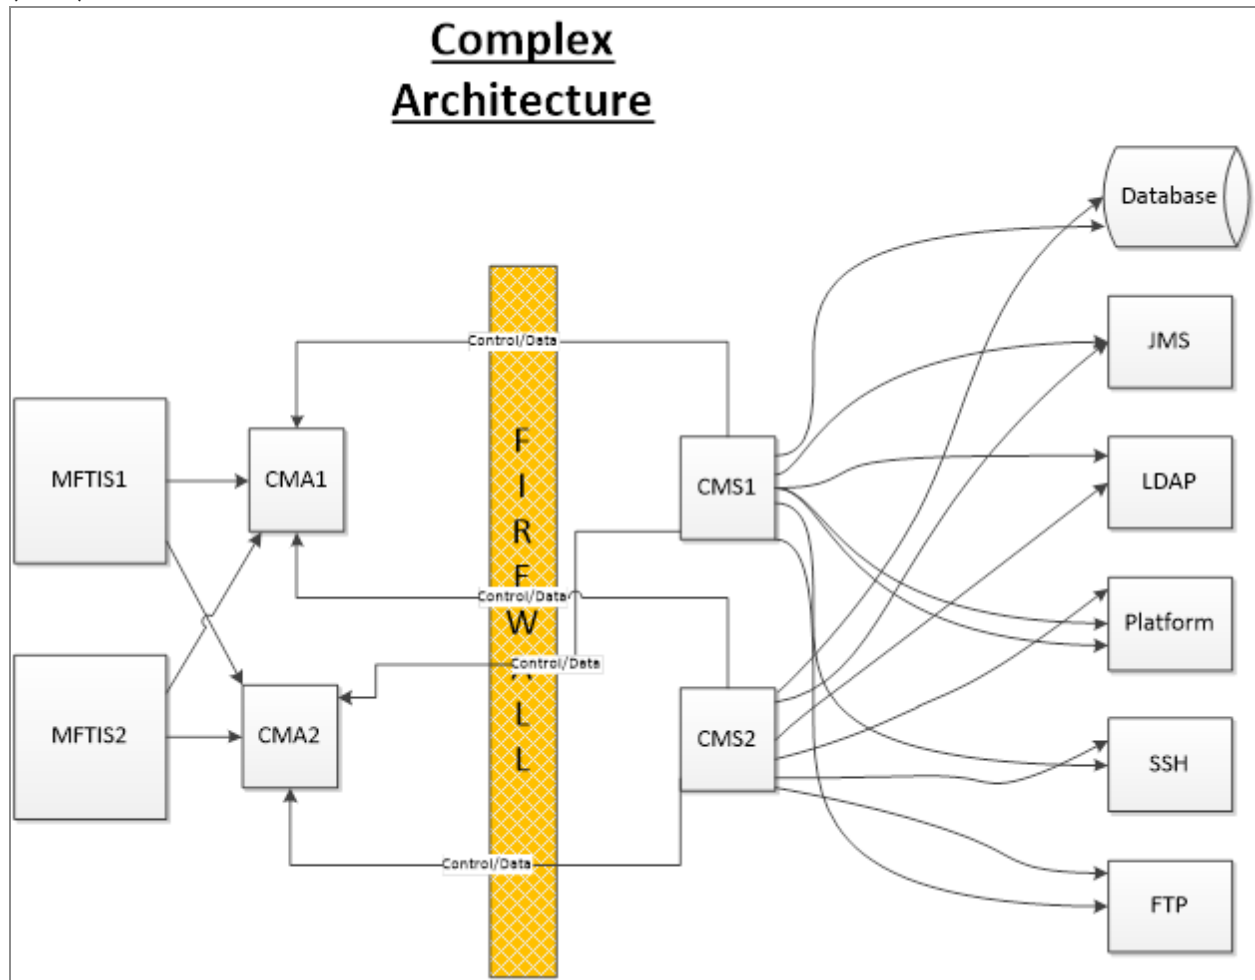 Complex
Architecture
Database
JMS
LDAP
Platform
SSH
FTP
MFTIS1
MFTIS2
CMA1
CMA2
CMS1
CMS2
Control/Data
Control/Data
Control/Data
Control/Data
F
I
R
E
W
A
L
L